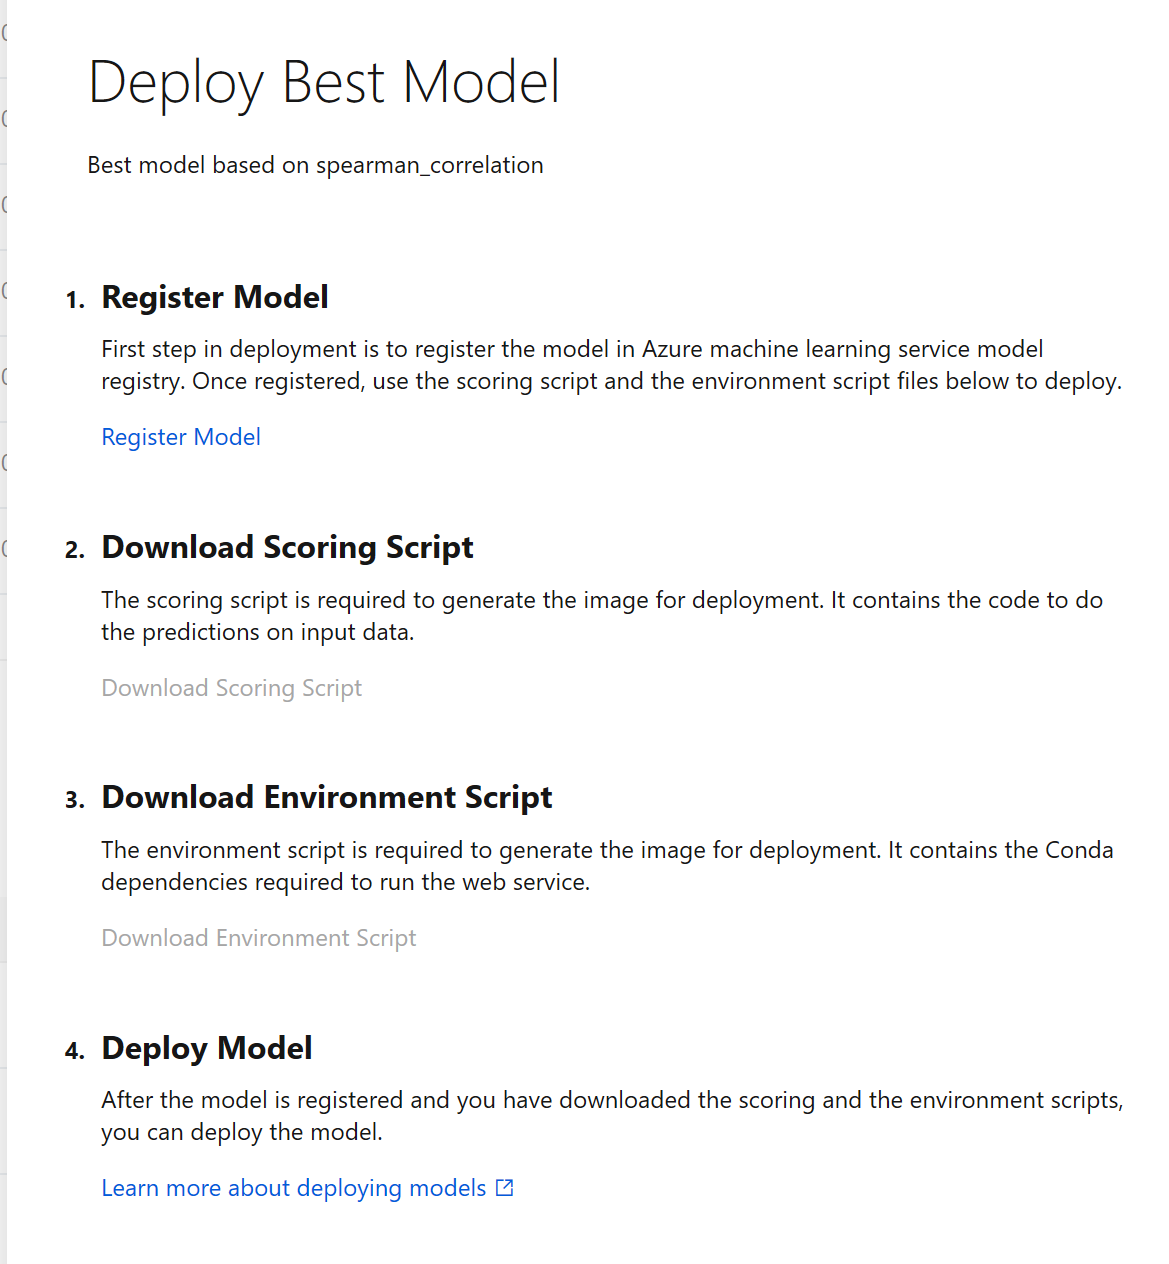 Deploy Best Model
Best model based on spearman_correlation
1. Register Model
First step in deployment is to register the model in Azure machine learning service model
registry. Once registered, use the scoring script and the environment script files below to deploy.
Register Model
2. Download Scoring Script
The scoring script is required to generate the image for deployment. It contains the code to do
the predictions on input data.
Download Scoring Script
3. Download Environment Script
The environment script is required to generate the image for deployment. It contains the Conda
dependencies required to run the web service.
Download Environment Script
4. Deploy Model
After the model is registered and you have downloaded the scoring and the environment scripts,
you can deploy the model.
Learn more about deploying models